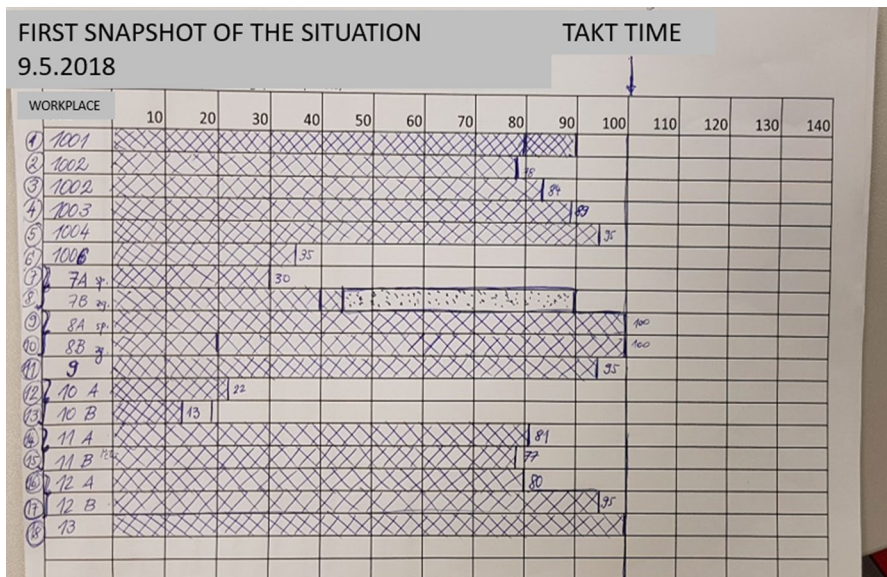 FIRST SNAPSHOT OF THE SITUATION
9.5.2018
TAKT TIME
WORKPLACE
10 20 30 40 50 60 70 80 90 100 110 120 130 140
1 1001
2 1002 78
3 1002 84
4 1003 89
5 1004 95
6 1006 35
7 7A sp. 30
8 7B zg.
9 8A sp. 100
10 8B zg 100
11 9 95
12 10 A 22
13 10 B 13
14 11 A 81
15 11 B 77
16 12 A 80
17 12 B 95
18 13